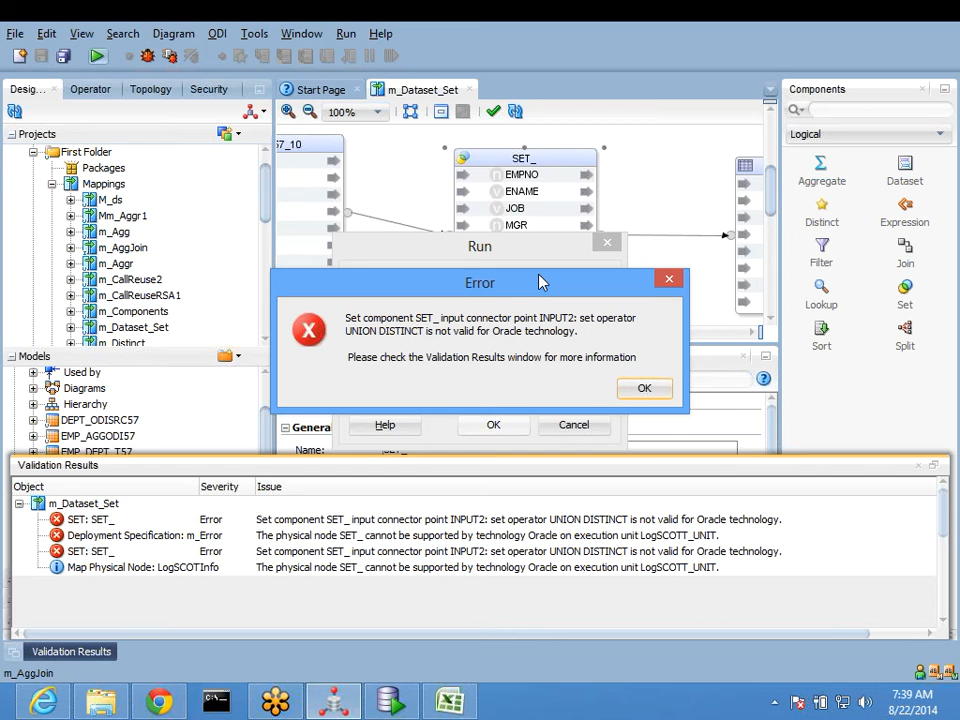 File Edit View Search Diagram ODI Tools Window Run Help
Desig... Operator Topology Security
Start Page m_Dataset_Set
Components
100%
Logical
Projects
First Folder
Packages
Mappings
M_ds
Mm_Aggr1
m_Agg
m_AggJoin
m_Aggr
m_CallReuse2
m_CallReuseRSA1
m_Components
m_Dataset_Set
m_Distinct
Models
Used by
Diagrams
Hierarchy
DEPT_ODISRC57
EMP_AGGODI57
EMP_DEPT_T57
57_10
SET_
EMPNO
ENAME
JOB
MGR
Aggregate Dataset
Distinct Expression
Filter Join
Lookup Set
Sort Split
Run
Error
Set component SET_ input connector point INPUT2: set operator
UNION DISTINCT is not valid for Oracle technology.
Please check the Validation Results window for more information
OK
Help OK Cancel
General
Name: SET_
Validation Results
Object Severity Issue
m_Dataset_Set
SET: SET_ Error Set component SET_ input connector point INPUT2: set operator UNION DISTINCT is not valid for Oracle technology.
Deployment Specification: m_Error The physical node SET_ cannot be supported by technology Oracle on execution unit LogSCOTT_UNIT.
SET: SET_ Error Set component SET_ input connector point INPUT2: set operator UNION DISTINCT is not valid for Oracle technology.
Map Physical Node: LogSCOTInfo The physical node SET_ cannot be supported by technology Oracle on execution unit LogSCOTT_UNIT.
Validation Results
m_AggJoin
7:39 AM
8/22/2014